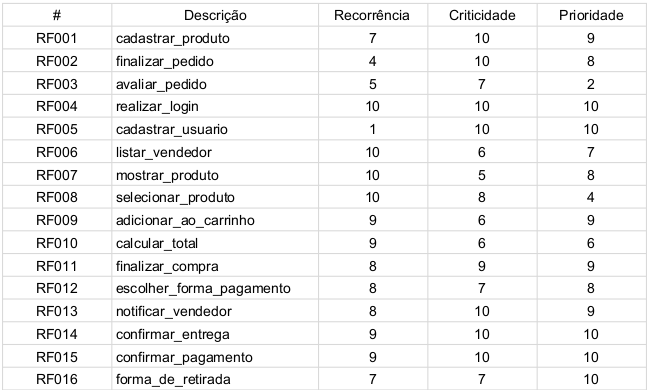 # Descrição Recorrência Criticidade Prioridade
RF001 cadastrar_produto 7 10 9
RF002 finalizar_pedido 4 10 8
RF003 avaliar_pedido 5 7 2
RF004 realizar_login 10 10 10
RF005 cadastrar_usuario 1 10 10
RF006 listar_vendedor 10 6 7
RF007 mostrar_produto 10 5 8
RF008 selecionar_produto 10 8 4
RF009 adicionar_ao_carrinho 9 6 9
RF010 calcular_total 9 6 6
RF011 finalizar_compra 8 9 9
RF012 escolher_forma_pagamento 8 7 8
RF013 notificar_vendedor 8 10 9
RF014 confirmar_entrega 9 10 10
RF015 confirmar_pagamento 9 10 10
RF016 forma_de_retirada 7 7 10